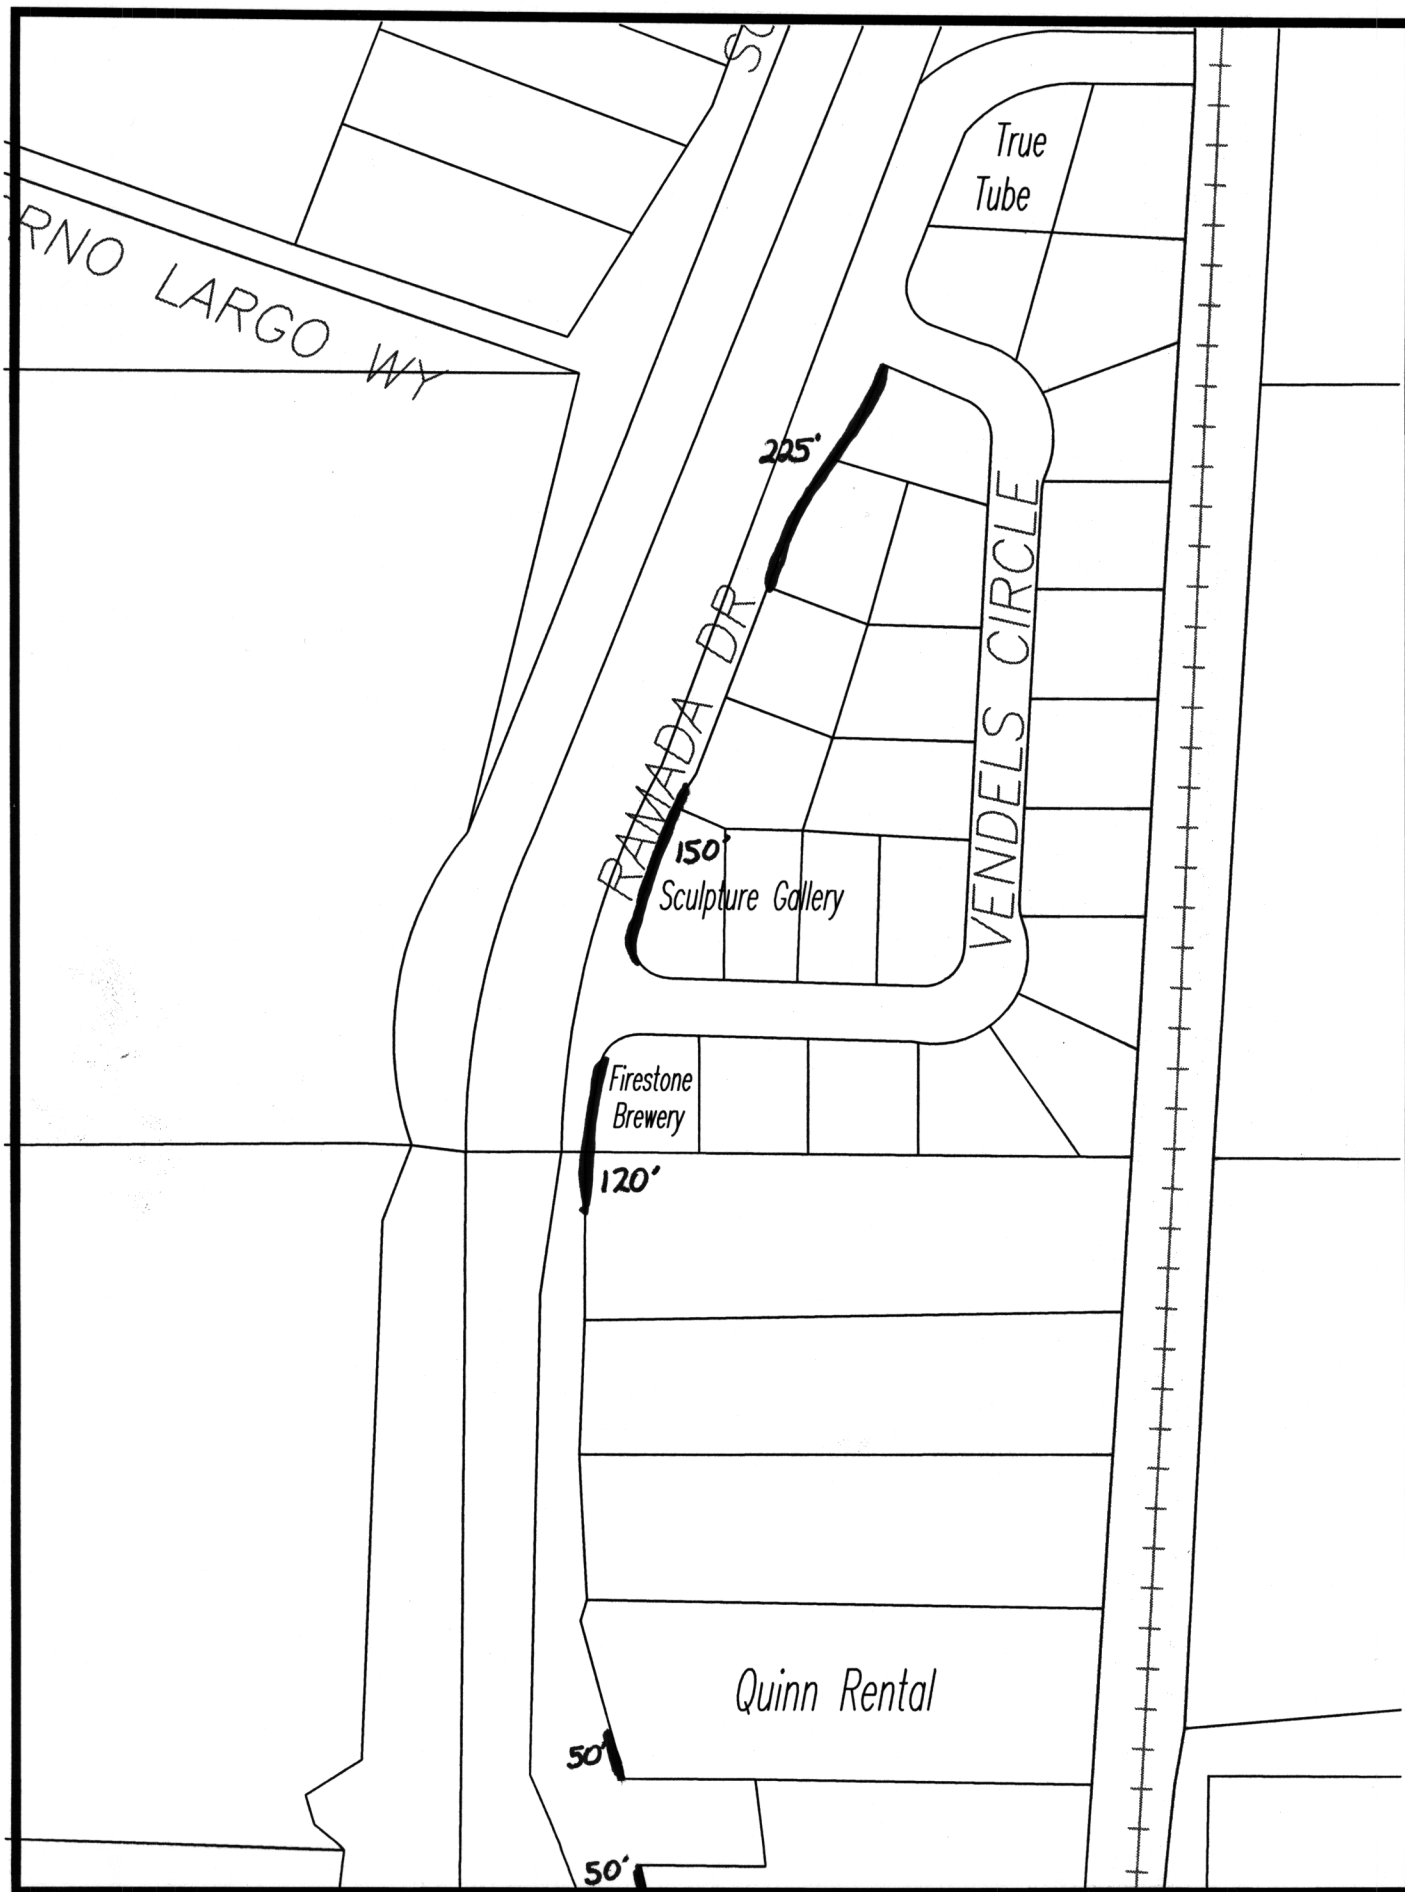 True
Tube
RNO LARGO WY
225'
VENDELS CIRCLE
RAMADA DR
150'
Sculpture Gallery
Firestone
Brewery
120'
Quinn Rental
50'
50'